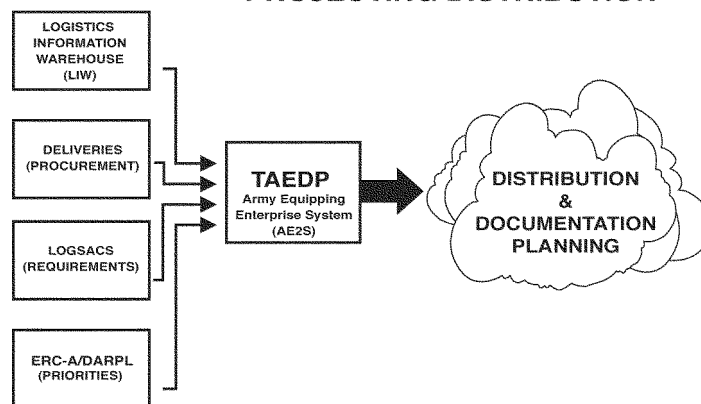 LOGISTICS
INFORMATION
WAREHOUSE
(LIW)
DELIVERIES
(PROCUREMENT)
LOGSACS
(REQUIREMENTS)
ERC-A/DARPL
(PRIORITIES)
TAEDP
Army Equipping
Enterprise System
(AE2S)
DISTRIBUTION
&
DOCUMENTATION
PLANNING